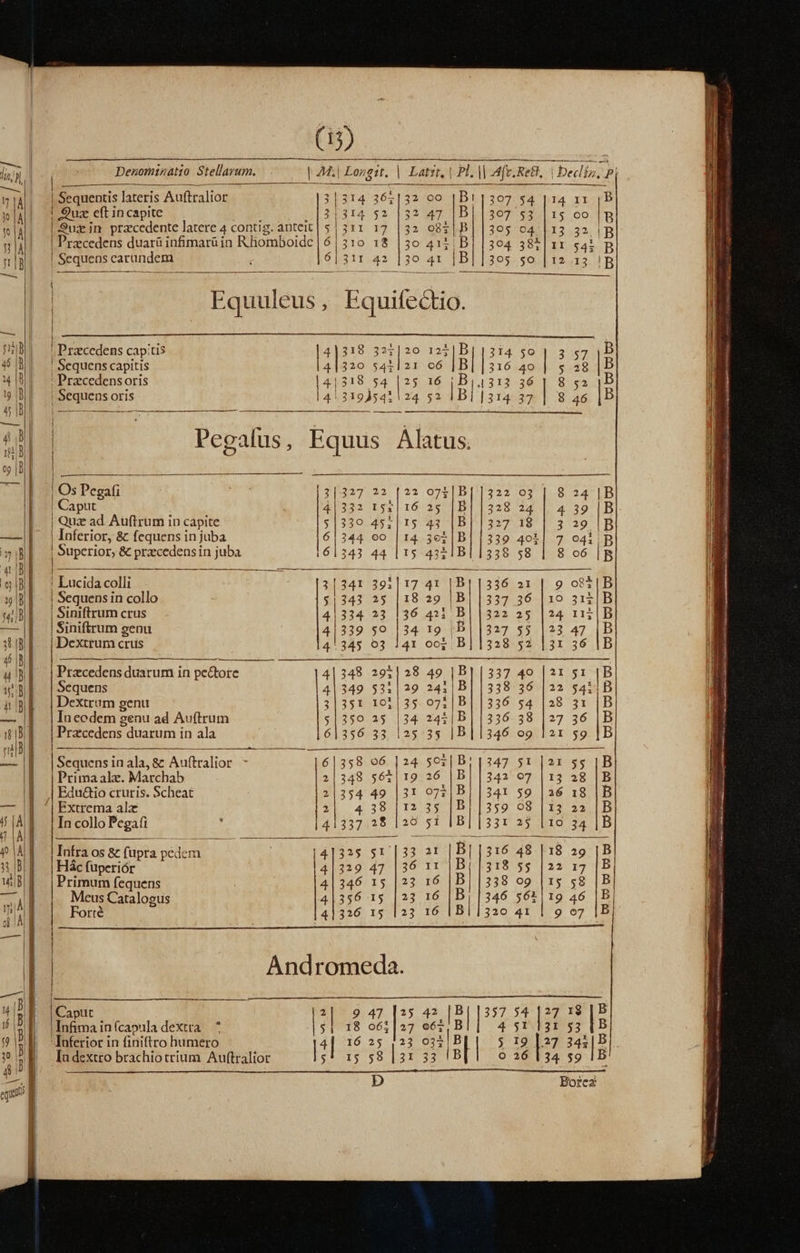 (13)
Denominatio Stellarum. | M.| Longit. | Latit. | Pl. || Aſc.Rect. | Declin. P
Sequentis lateris Auſtralior |3|314 36½|32 00 |B||307 54 |14 11 |B
Quæ eſt in capite |3|314 52 |32 47 |B||307 53 |15 00 |B
Quæ in præcedente latere 4 contig. anteit |5|311 17 |32 08½|B||305 04 |13 32 |B
Præcedens duarũ infimarũ in Rhomboide |6|310 18 |30 41½|B||304 38½|11 54½|B
Sequens earundem |6|311 42 |30 41 |B||305 50 |12 13 |B
Equuleus, Equiſectio.
Præcedens capitis |4|318 32½|20 12½|B||314 50 | 3 57 |B
Sequens capitis |4|320 54½|21 06 |B||316 40 | 5 28 |B
Præcedens oris |4|318 54 |25 16 |B||313 36 | 8 52 |B
Sequens oris |4|319 54½|24 52 |B||314 37 | 8 46 |B
Pegaſus, Equus Alatus.
Os Pegaſi |3|327 22 |22 07½|B||322 03 | 8 24 |B
Caput |4|332 15½|16 25 |B||328 24 | 4 39 |B
Quæ ad Auſtrum in capite |5|330 45½|15 43 |B||327 18 | 3 29 |B
Inferior, & ſequens in juba |6|344 00 |14 30½|B||339 40½| 7 04½|B
Superior, & præcedens in juba |6|343 44 |15 43½|B||338 58 | 8 06 |B
Lucida colli |3|341 39½|17 41 |B||336 21 | 9 08½|B
Sequens in collo |5|343 25 |18 29 |B||337 36 |10 31½|B
Siniſtrum crus |4|334 23 |36 42½|B||322 25 |24 11½|B
Siniſtrum genu |4|339 50 |34 19 |B||327 55 |23 47 |B
Dextrum crus |4|345 03 |41 00½|B||328 52 |31 36 |B
Præcedens duarum in pectore |4|348 29½|28 49 |B||337 40 |21 51 |B
Sequens |4|349 53½|29 24½|B||338 36 |22 54½|B
Dextrum genu |3|351 10½|35 07½|B||336 54 |28 31 |B
In eodem genu ad Auſtrum |5|350 25 |34 24½|B||336 38 |27 36 |B
Præcedens duarum in ala |6|356 33 |25 35 |B||346 09 |21 59 |B
Sequens in ala, & Auſtralior |6|358 06 |24 50½|B||347 51 |21 55 |B
Prima alæ. Marchab |2|348 56½|19 26 |B||342 07 |13 28 |B
Eductio cruris. Scheat |2|354 49 |31 07½|B||341 59 |26 18 |B
Extrema alæ |2| 4 38 |12 35 |B||359 08 |13 22 |B
In collo Pegaſi |4|337 28 |20 51 |B||331 25 |10 34 |B
Infra os & ſupra pedem |4|325 51 |33 21 |B||316 48 |18 29 |B
Hâc ſuperiór |4|329 47 |36 11 |B||318 55 |22 17 |B
Primum ſequens |4|346 15 |23 16 |B||338 09 |15 58 |B
Meus Catalogus |4|356 15 |23 16 |B||346 56½|19 46 |B
Fortè |4|326 15 |23 16 |B||320 41 | 9 07 |B
Andromeda.
Caput |2| 9 47 |25 42 |B||357 54 |27 18 |B
Infima in ſcapula dextra |5| 18 06½|27 06½|B|| 4 51 |31 53 |B
Inferior in ſiniſtro humero |4| 16 25 |23 03½|B|| 5 19 |27 34½|B
In dextro brachio trium Auſtralior |5| 15 58 |31 33 |B|| 0 26 |34 59 |B
D Boreæ